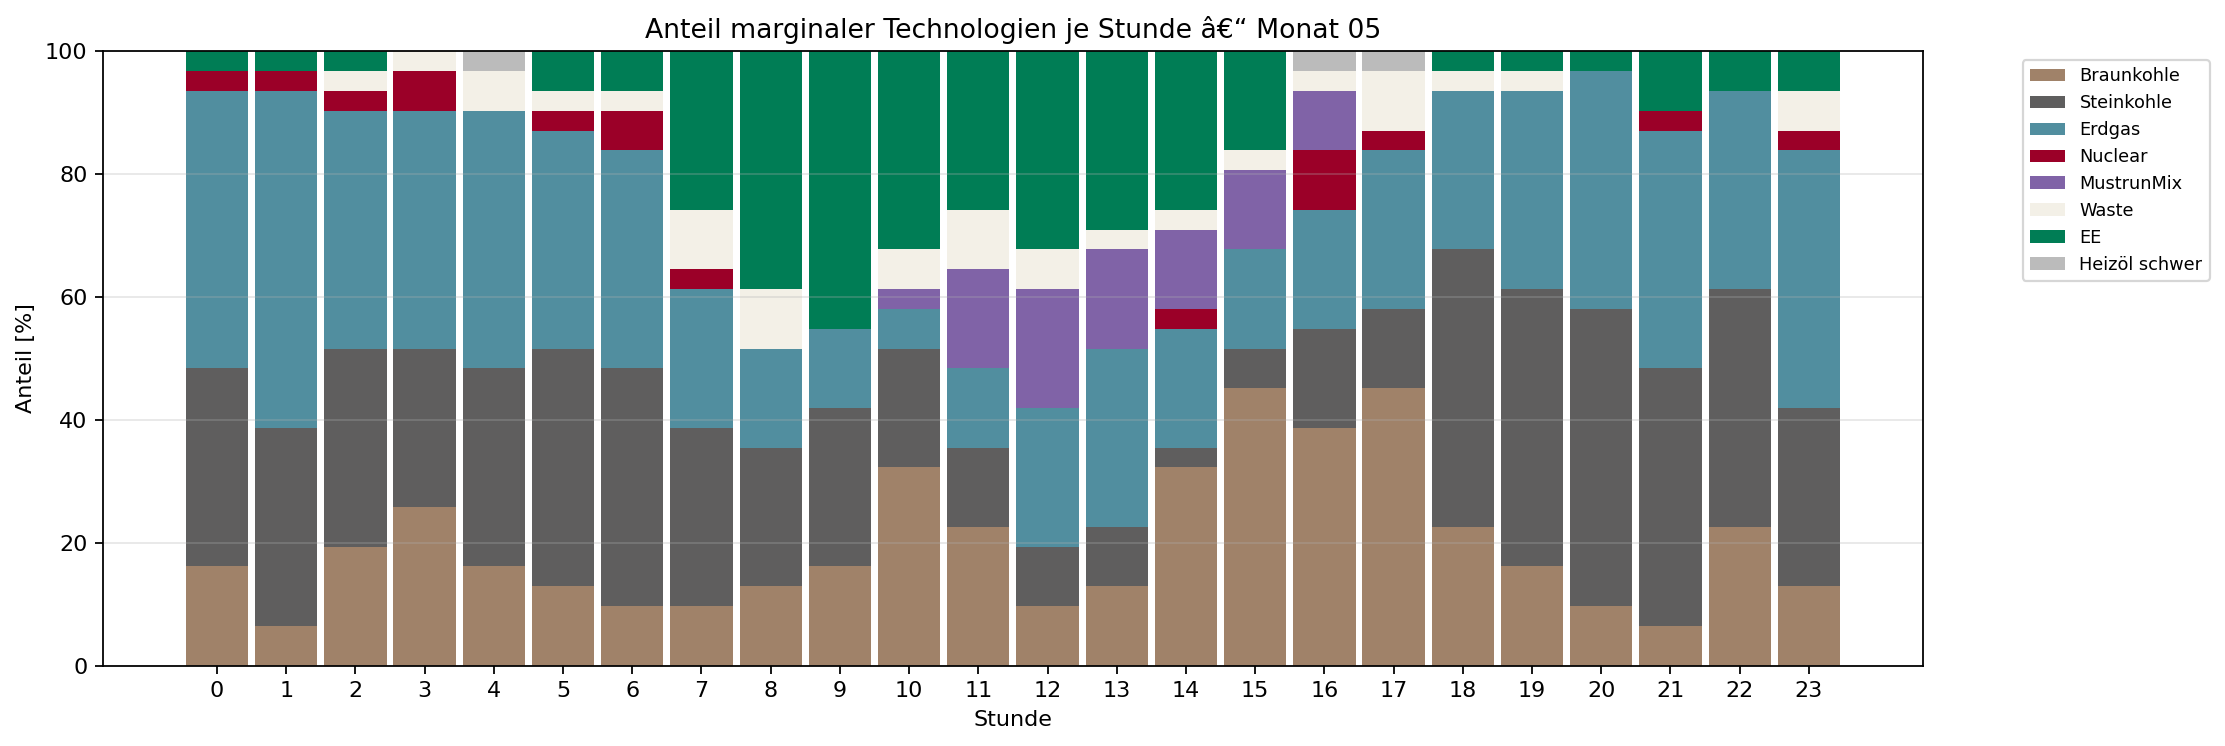 Anteil marginaler Technologien je Stunde â€“ Monat 05
100
80
60
40
20
0
Anteil [%]
0 1 2 3 4 5 6 7 8 9 10 11 12 13 14 15 16 17 18 19 20 21 22 23
Stunde
Braunkohle
Steinkohle
Erdgas
Nuclear
MustrunMix
Waste
EE
Heizöl schwer